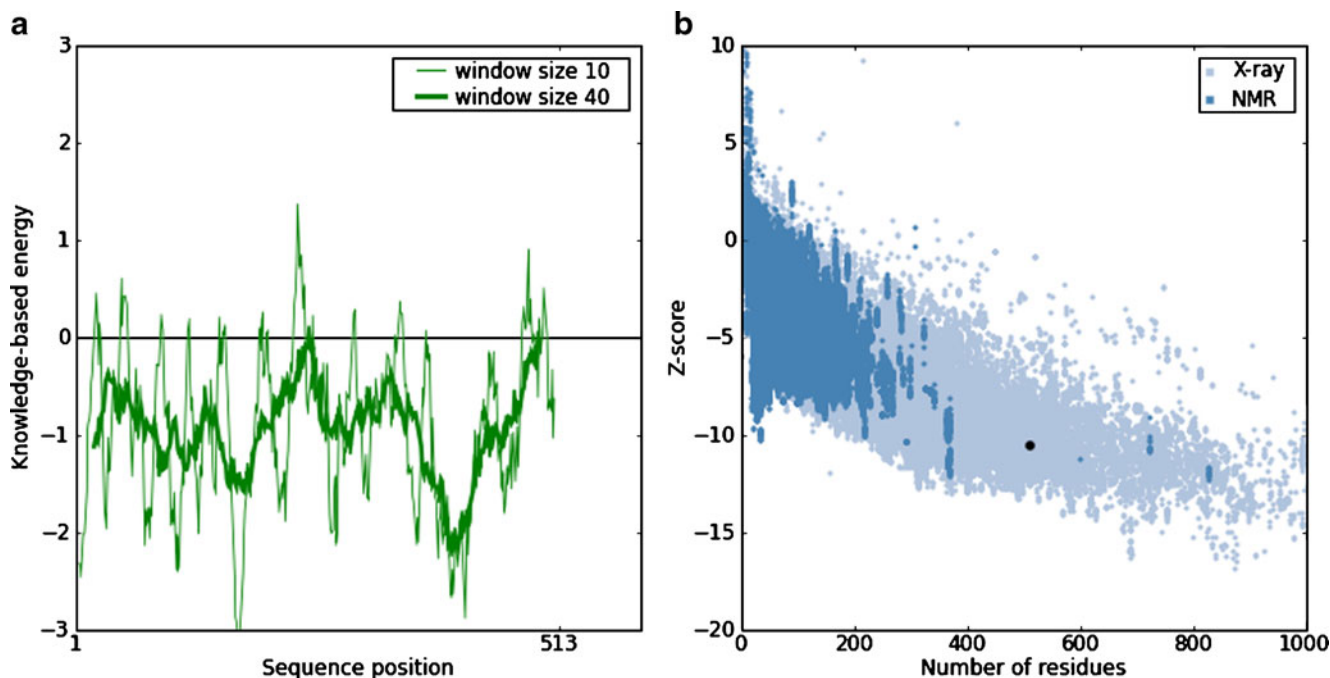 a
3
2
1
0
−1
−2
−3
1
513
Knowledge-based energy
Sequence position
window size 10
window size 40
b
10
5
0
−5
−10
−15
−20
0
200
400
600
800
1000
Z-score
Number of residues
X-ray
NMR